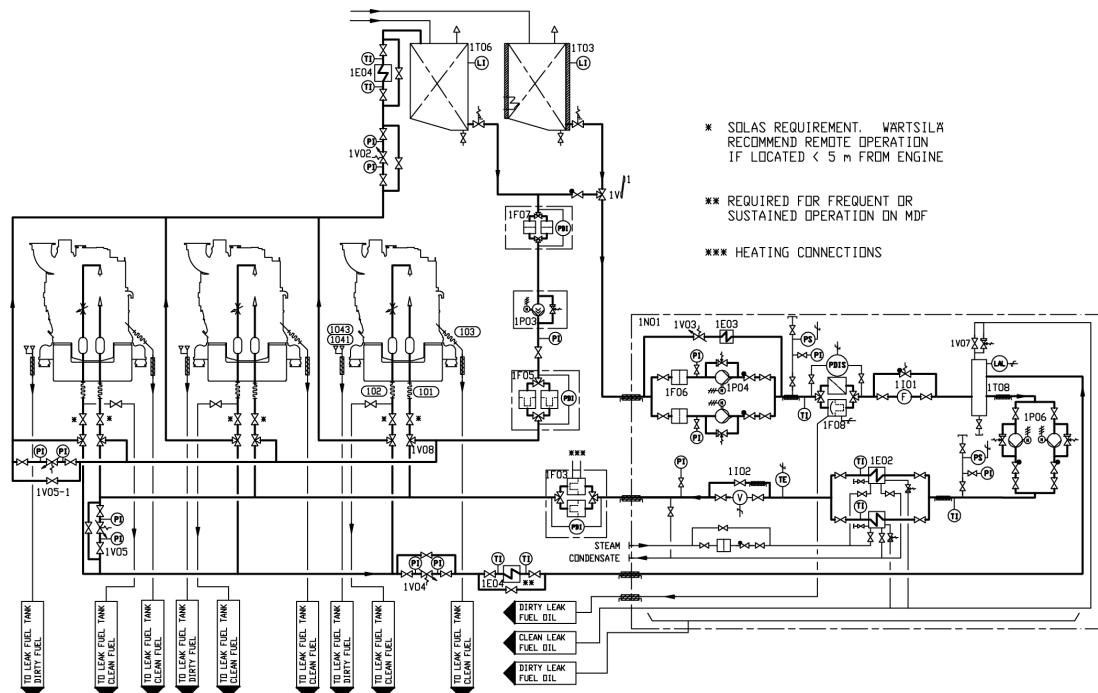 1T06
1T03
LI
LI
TI
1E04
TI
PI
1V02
PI
* SOLAS REQUIREMENT. WÄRTSILÄ
RECOMMEND REMOTE OPERATION
IF LOCATED < 5 m FROM ENGINE
** REQUIRED FOR FREQUENT OR
SUSTAINED OPERATION ON MDF
*** HEATING CONNECTIONS
1F07
PDI
1P03
PI
1F05
PDI
1043
1041
103
102
101
*
*
*
*
*
*
1V08
PI
PI
1V05-1
PI
PI
1V05
1N01
1V03
1E03
PI
1P04
1F06
PI
PS
PI
TI
PDIS
1F08
1I01
F
1V07
LAL
1T08
1P06
PS
PI
TI
***
1F03
PDI
PI
1I02
V
TE
TI
1E02
TI
STEAM
CONDENSATE
PI
PI
1V04
TI
TI
1E04
**
TO LEAK FUEL TANK
DIRTY FUEL
TO LEAK FUEL TANK
CLEAN FUEL
TO LEAK FUEL TANK
CLEAN FUEL
TO LEAK FUEL TANK
DIRTY FUEL
TO LEAK FUEL TANK
CLEAN FUEL
TO LEAK FUEL TANK
CLEAN FUEL
TO LEAK FUEL TANK
DIRTY FUEL
TO LEAK FUEL TANK
CLEAN FUEL
TO LEAK FUEL TANK
CLEAN FUEL
DIRTY LEAK
FUEL OIL
CLEAN LEAK
FUEL OIL
DIRTY LEAK
FUEL OIL